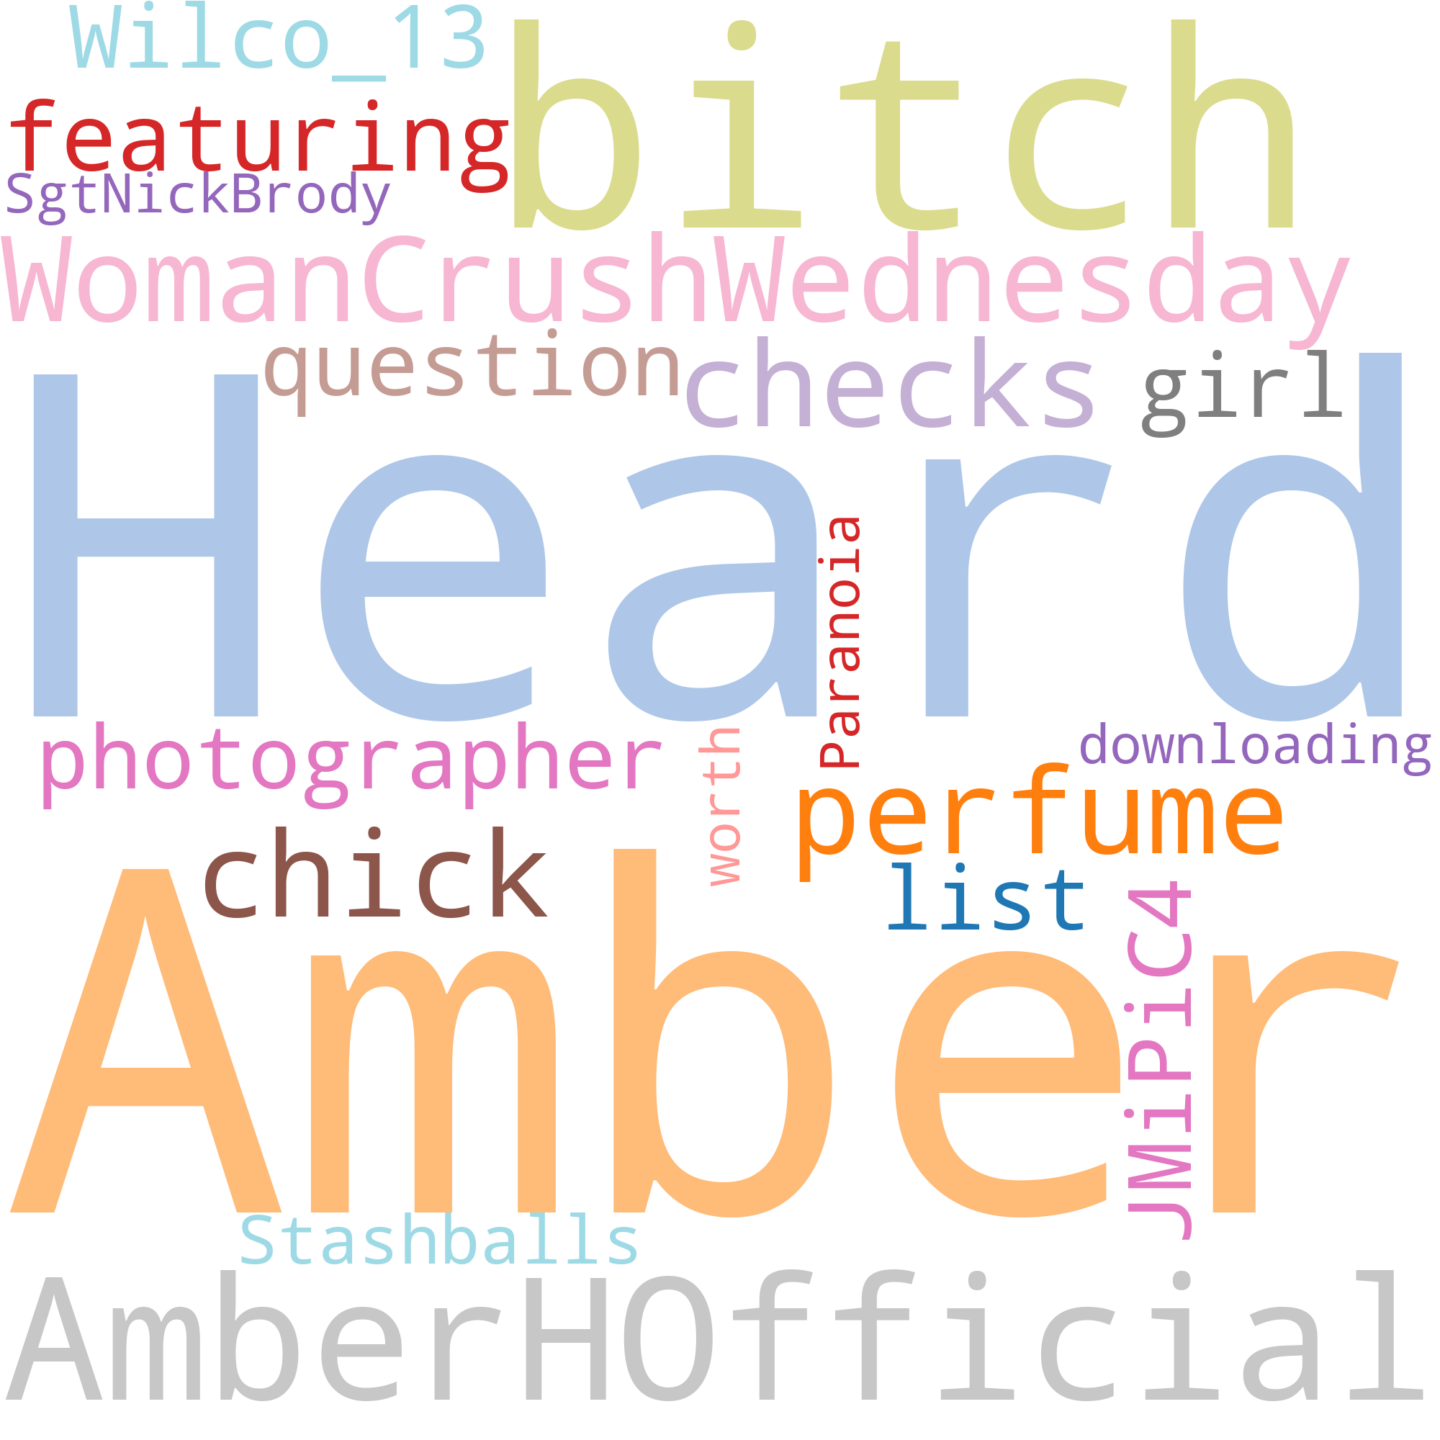 Wilco_13
bitch
featuring
SgtNickBrody
WomanCrushWednesday
question
checks
girl
Heard
Paranoia
photographer
worth
downloading
perfume
chick
list
Amber
JMiPiC4
Stashballs
AmberHOfficial